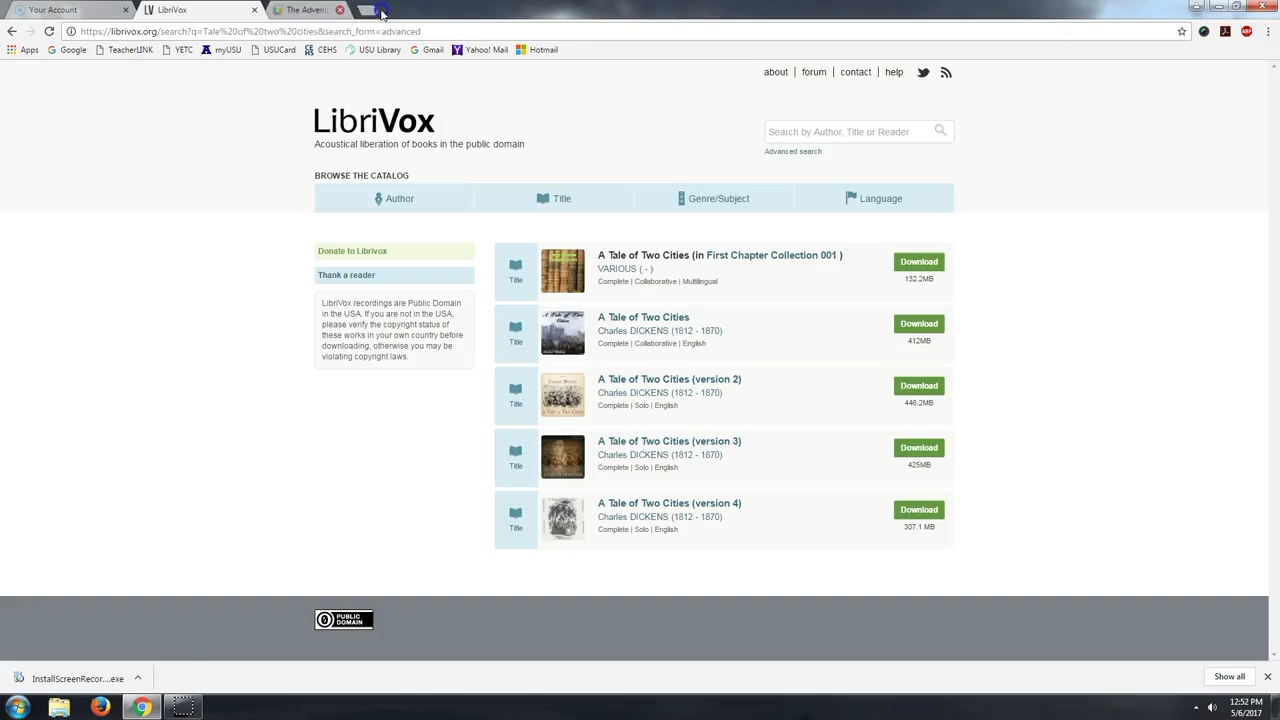 Your Account
LibriVox
The Adventu
https://librivox.org/search?q=Tale%20of%20two%20cities&search_form=advanced
Apps
Google
TeacherLINK
YETC
myUSU
USUCard
CEHS
USU Library
Gmail
Yahoo! Mail
Hotmail
about | forum | contact | help
LibriVox
Acoustical liberation of books in the public domain
Search by Author, Title or Reader
Advanced search
BROWSE THE CATALOG
Author
Title
Genre/Subject
Language
Donate to Librivox
Thank a reader
LibriVox recordings are Public Domain
in the USA. If you are not in the USA,
please verify the copyright status of
these works in your own country before
downloading, otherwise you may be
violating copyright laws.
Title
A Tale of Two Cities (in First Chapter Collection 001 )
VARIOUS ( - )
Complete | Collaborative | Multilingual
Download
132.2MB
Title
A Tale of Two Cities
Charles DICKENS (1812 - 1870)
Complete | Collaborative | English
Download
412MB
Title
A Tale of Two Cities (version 2)
Charles DICKENS (1812 - 1870)
Complete | Solo | English
Download
446.2MB
Title
A Tale of Two Cities (version 3)
Charles DICKENS (1812 - 1870)
Complete | Solo | English
Download
425MB
Title
A Tale of Two Cities (version 4)
Charles DICKENS (1812 - 1870)
Complete | Solo | English
Download
307.1 MB
PUBLIC
DOMAIN
InstallScreenRecor....exe
Show all
12:52 PM
5/6/2017